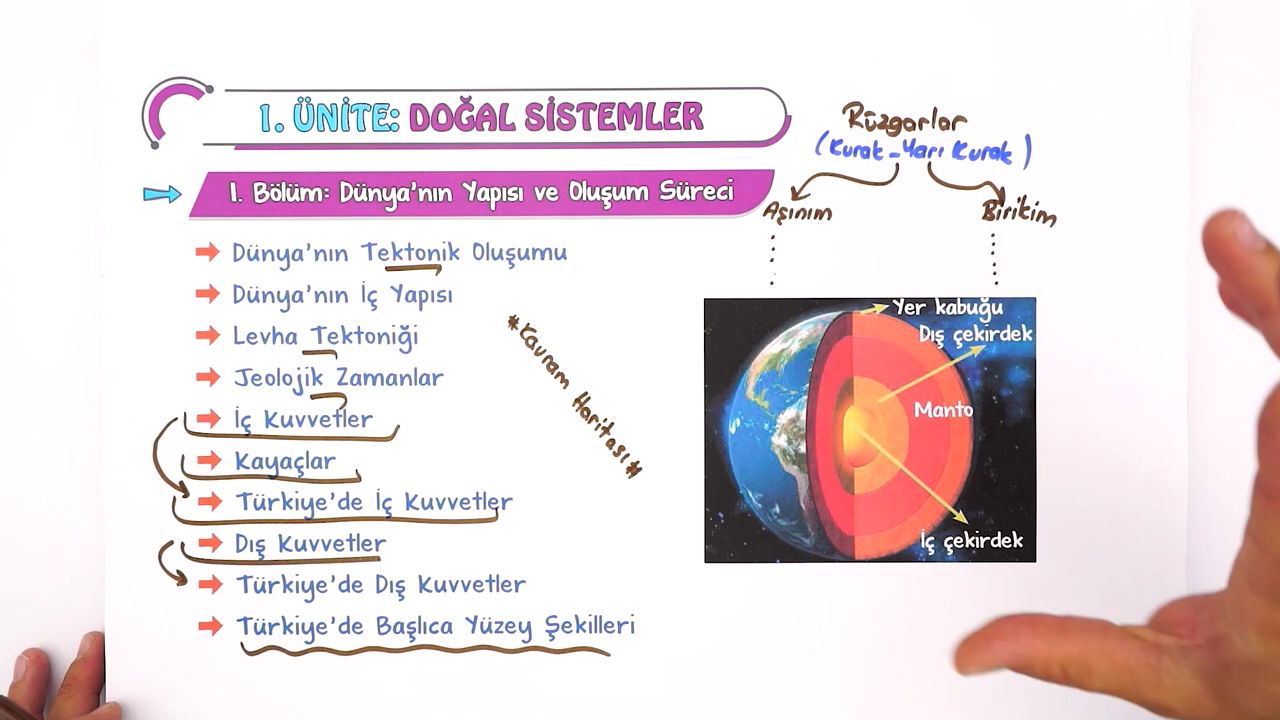 1. ÜNİTE: DOĞAL SİSTEMLER
1. Bölüm: Dünya'nın Yapısı ve Oluşum Süreci
Dünya'nın Tektonik Oluşumu
Dünya'nın İç Yapısı
Levha Tektoniği
Jeolojik Zamanlar
İç Kuvvetler
Kayaçlar
Türkiye'de İç Kuvvetler
Dış Kuvvetler
Türkiye'de Dış Kuvvetler
Türkiye'de Başlıca Yüzey Şekilleri
*Kavram Haritası*
Rüzgarlar
(Kurak - Yarı Kurak)
Aşınım
Birikim
Yer kabuğu
Dış çekirdek
Manto
İç çekirdek